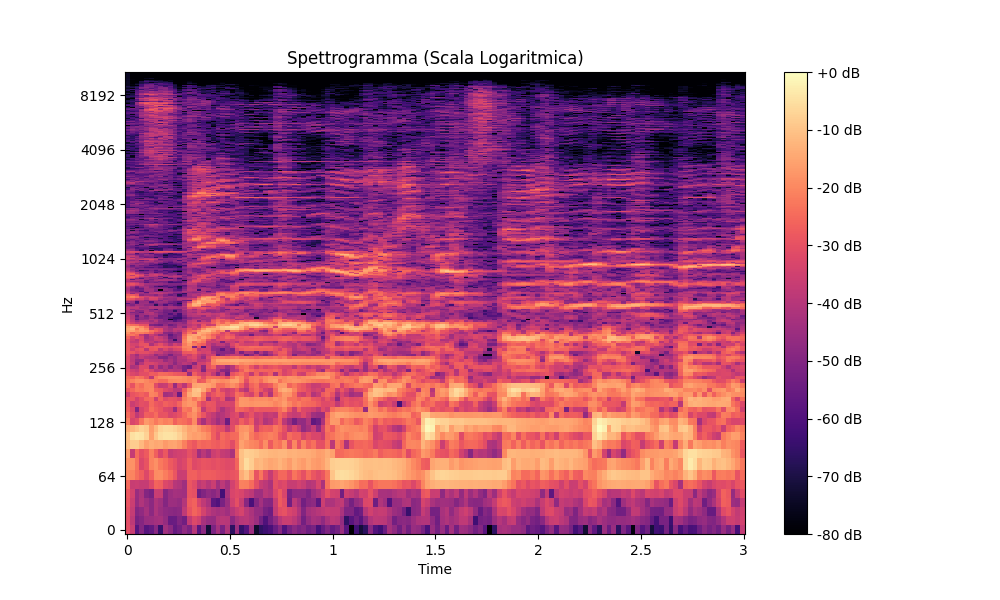 Spettrogramma (Scala Logaritmica)
8192
4096
2048
1024
512
256
128
64
0
Hz
0
0.5
1
1.5
2
2.5
3
Time
+0 dB
-10 dB
-20 dB
-30 dB
-40 dB
-50 dB
-60 dB
-70 dB
-80 dB